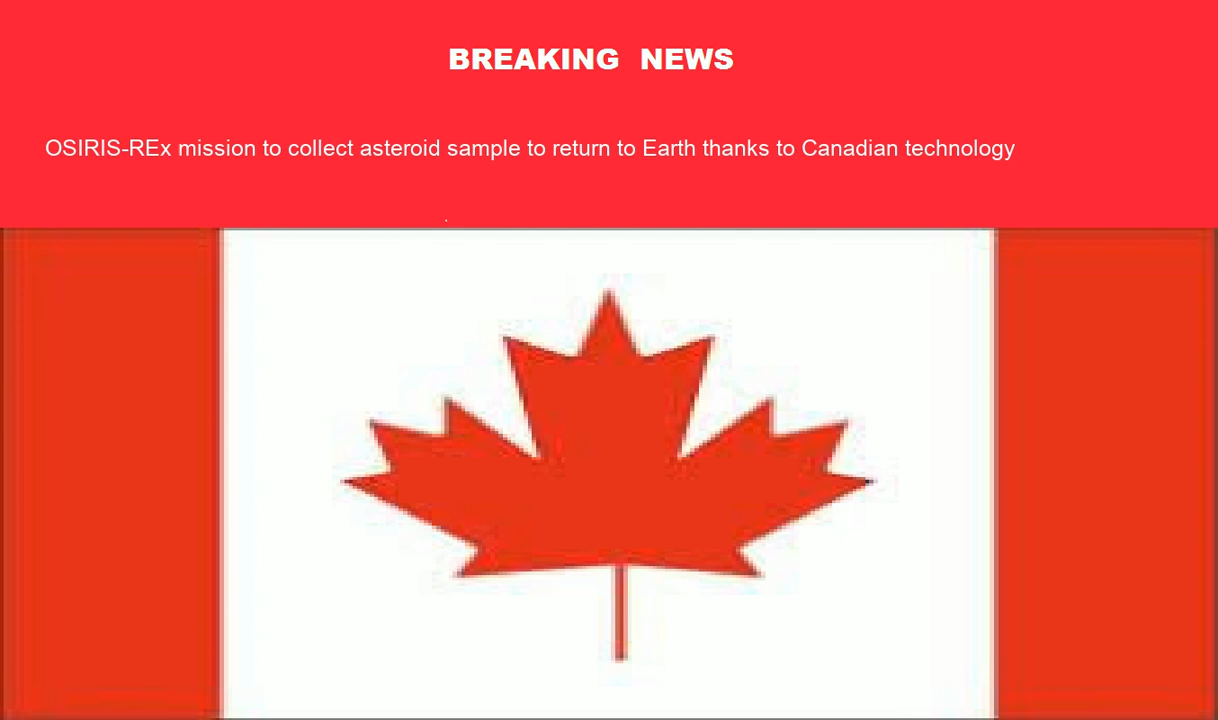 BREAKING NEWS
OSIRIS-REx mission to collect asteroid sample to return to Earth thanks to Canadian technology
.